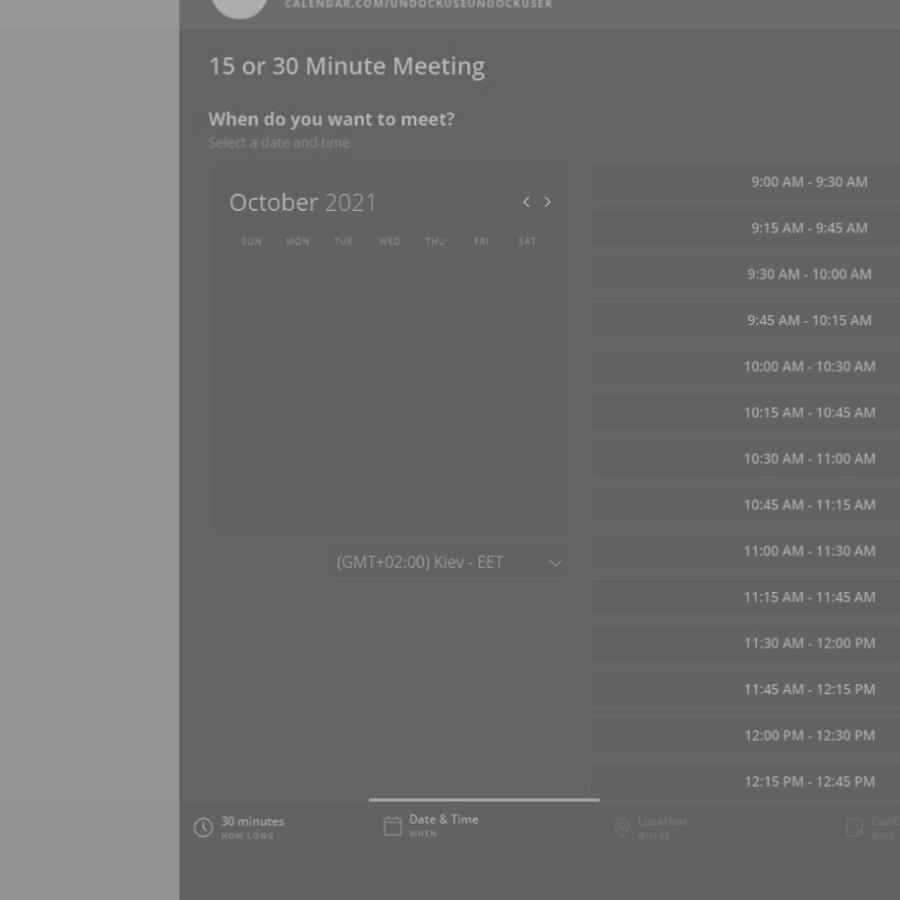 CALENDAR.COM/UNDOCKUSEUNDOCKUSER
15 or 30 Minute Meeting
When do you want to meet?
Select a date and time
October 2021
SUN MON TUE WED THU FRI SAT
(GMT+02:00) Kiev - EET
9:00 AM - 9:30 AM
9:15 AM - 9:45 AM
9:30 AM - 10:00 AM
9:45 AM - 10:15 AM
10:00 AM - 10:30 AM
10:15 AM - 10:45 AM
10:30 AM - 11:00 AM
10:45 AM - 11:15 AM
11:00 AM - 11:30 AM
11:15 AM - 11:45 AM
11:30 AM - 12:00 PM
11:45 AM - 12:15 PM
12:00 PM - 12:30 PM
12:15 PM - 12:45 PM
30 minutes
HOW LONG
Date & Time
WHEN
Location
WHERE
WHO